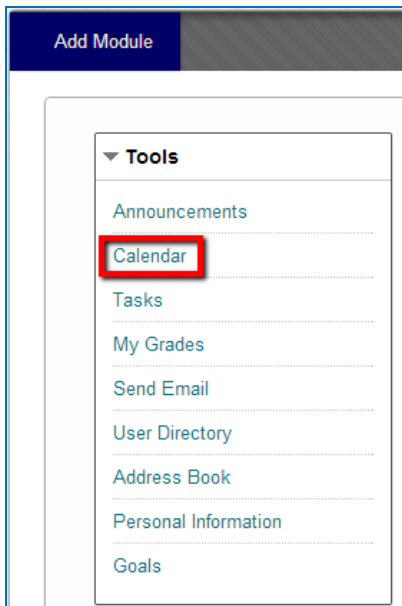 Add Module
Tools
Announcements
Calendar
Tasks
My Grades
Send Email
User Directory
Address Book
Personal Information
Goals